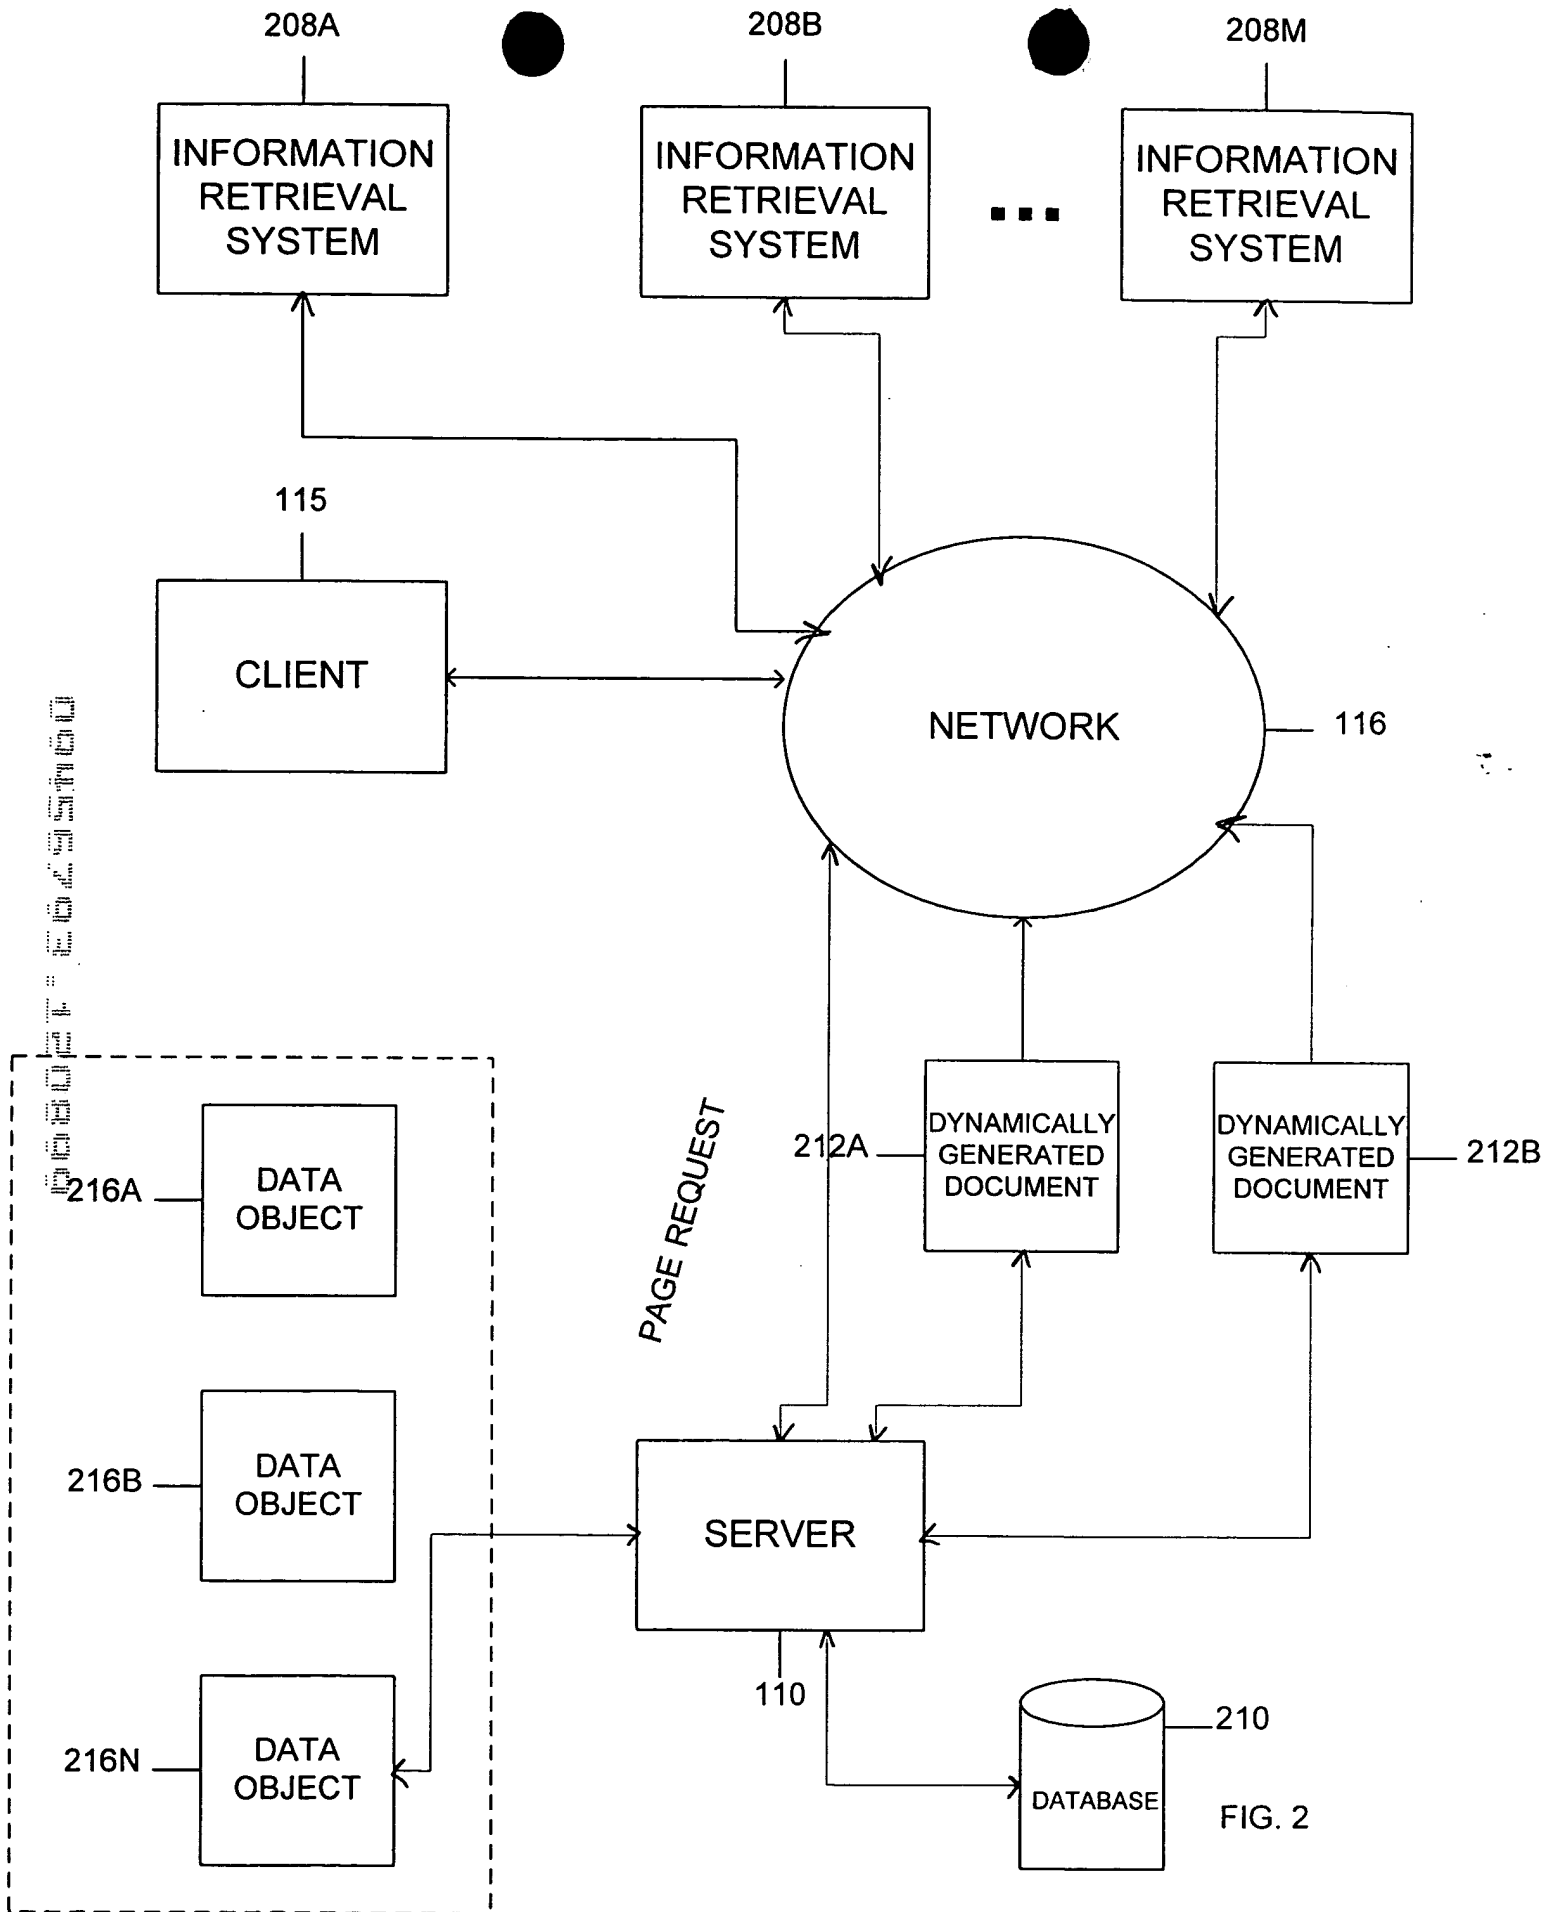 208A
208B
208M
INFORMATION
RETRIEVAL
SYSTEM
INFORMATION
RETRIEVAL
SYSTEM
INFORMATION
RETRIEVAL
SYSTEM
115
CLIENT
NETWORK
116
09456793.120800
PAGE REQUEST
212A
DYNAMICALLY
GENERATED
DOCUMENT
DYNAMICALLY
GENERATED
DOCUMENT
212B
216A
DATA
OBJECT
216B
DATA
OBJECT
SERVER
110
216N
DATA
OBJECT
210
DATABASE
FIG. 2